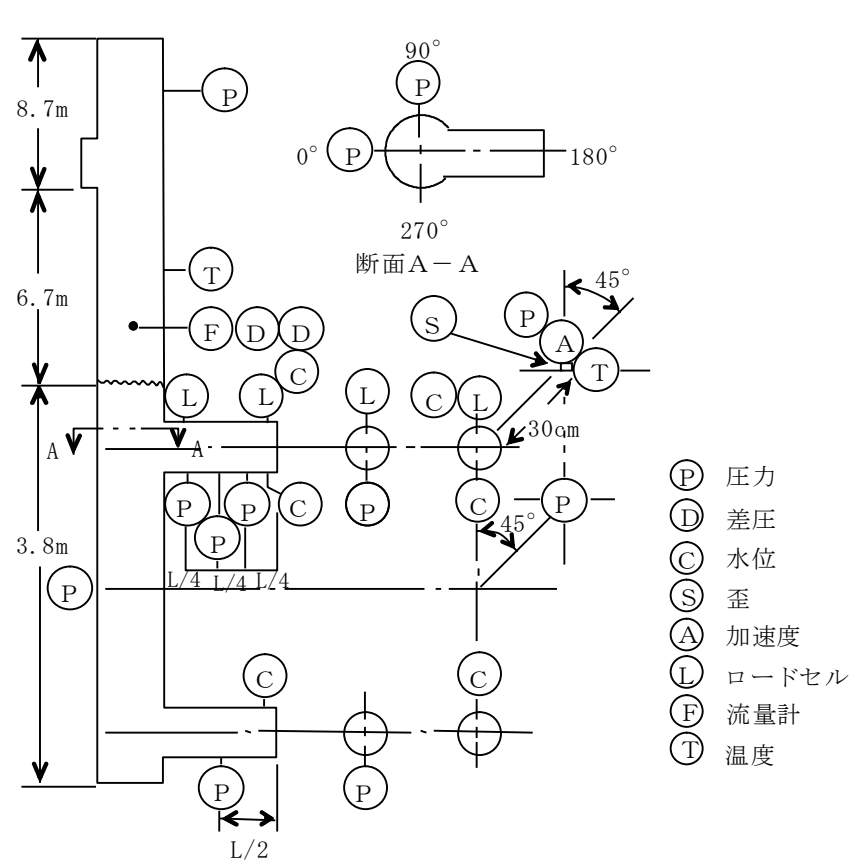 90°
8.7m
P
P
0°
P
180°
270°
断面A－A
T
45°
6.7m
P
S
F
D
D
A
C
T
L
L
L
C
L
30cm
A
A
P
P
C
P
C
P
45°
P
3.8m
L/4
L/4
L/4
P
C
C
P
P
L/2
P 圧力
D 差圧
C 水位
S 歪
A 加速度
L ロードセル
F 流量計
T 温度